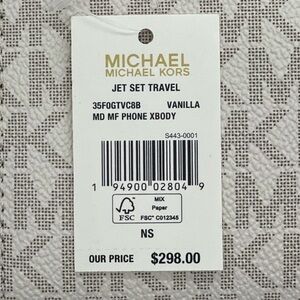 MICHAEL
MICHAEL KORS
JET SET TRAVEL
35F0GTVC8B VANILLA
MD MF PHONE XBODY
S443-0001
1 94900 02804 9
FSC
MIX
Paper
FSC® C012345
NS
OUR PRICE $298.00